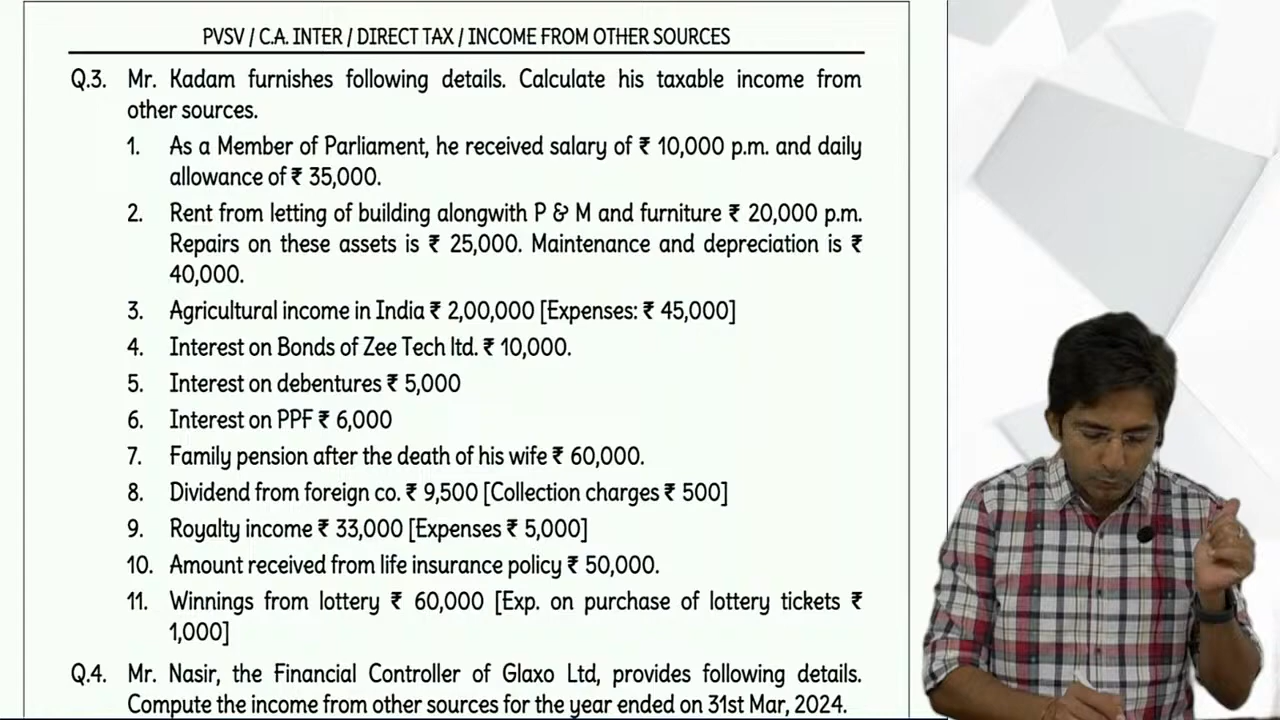 PVSV / C.A. INTER / DIRECT TAX / INCOME FROM OTHER SOURCES
Q.3. Mr. Kadam furnishes following details. Calculate his taxable income from
other sources.
1. As a Member of Parliament, he received salary of ₹ 10,000 p.m. and daily
allowance of ₹ 35,000.
2. Rent from letting of building alongwith P & M and furniture ₹ 20,000 p.m.
Repairs on these assets is ₹ 25,000. Maintenance and depreciation is ₹
40,000.
3. Agricultural income in India ₹ 2,00,000 [Expenses: ₹ 45,000]
4. Interest on Bonds of Zee Tech ltd. ₹ 10,000.
5. Interest on debentures ₹ 5,000
6. Interest on PPF ₹ 6,000
7. Family pension after the death of his wife ₹ 60,000.
8. Dividend from foreign co. ₹ 9,500 [Collection charges ₹ 500]
9. Royalty income ₹ 33,000 [Expenses ₹ 5,000]
10. Amount received from life insurance policy ₹ 50,000.
11. Winnings from lottery ₹ 60,000 [Exp. on purchase of lottery tickets ₹
1,000]
Q.4. Mr. Nasir, the Financial Controller of Glaxo Ltd, provides following details.
Compute the income from other sources for the year ended on 31st Mar, 2024.